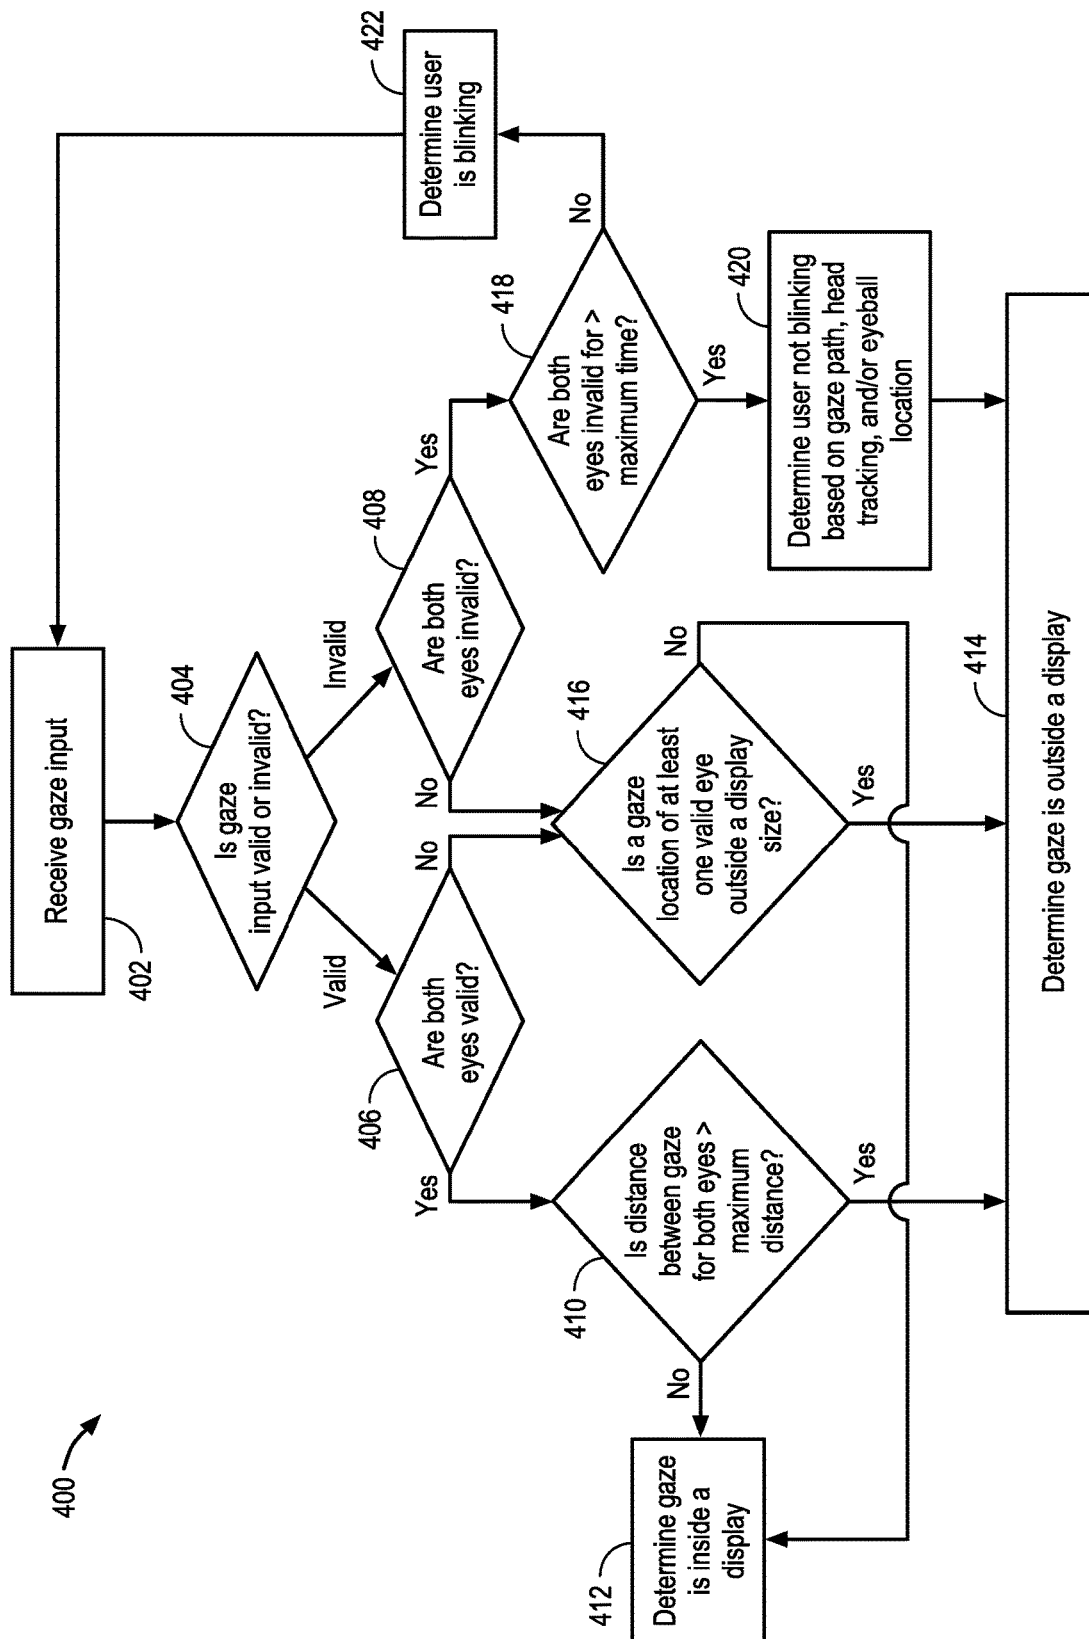 400
Receive gaze input
402
Is gaze
input valid or invalid?
404
Valid
Invalid
Are both
eyes valid?
406
Are both
eyes invalid?
408
Yes
No
No
Yes
Is distance
between gaze
for both eyes >
maximum
distance?
410
Is a gaze
location of at least
one valid eye
outside a display
size?
416
Are both
eyes invalid for >
maximum time?
418
No
Determine user
is blinking
422
No
Yes
No
Yes
Yes
Determine gaze
is inside a
display
412
Determine user not blinking
based on gaze path, head
tracking, and/or eyeball
location
420
Determine gaze is outside a display
414